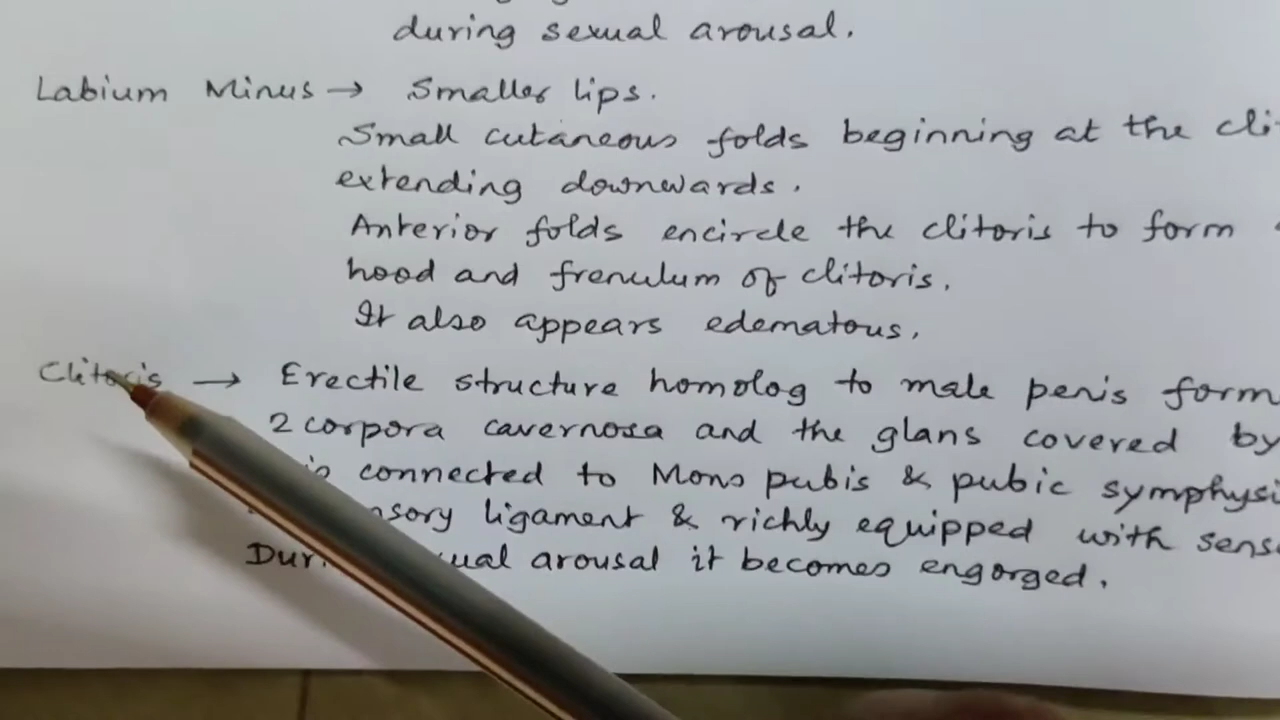 during sexual arousal.
Labium Minus → Smaller lips.
Small cutaneous folds beginning at the cli
extending downwards.
Anterior folds encircle the clitoris to form
hood and frenulum of clitoris.
It also appears edematous.
Clitoris → Erectile structure homolog to male penis form
2 corpora cavernosa and the glans covered by
connected to Mons pubis & pubic symphysi
ligament & richly equipped with sens
arousal it becomes engorged.